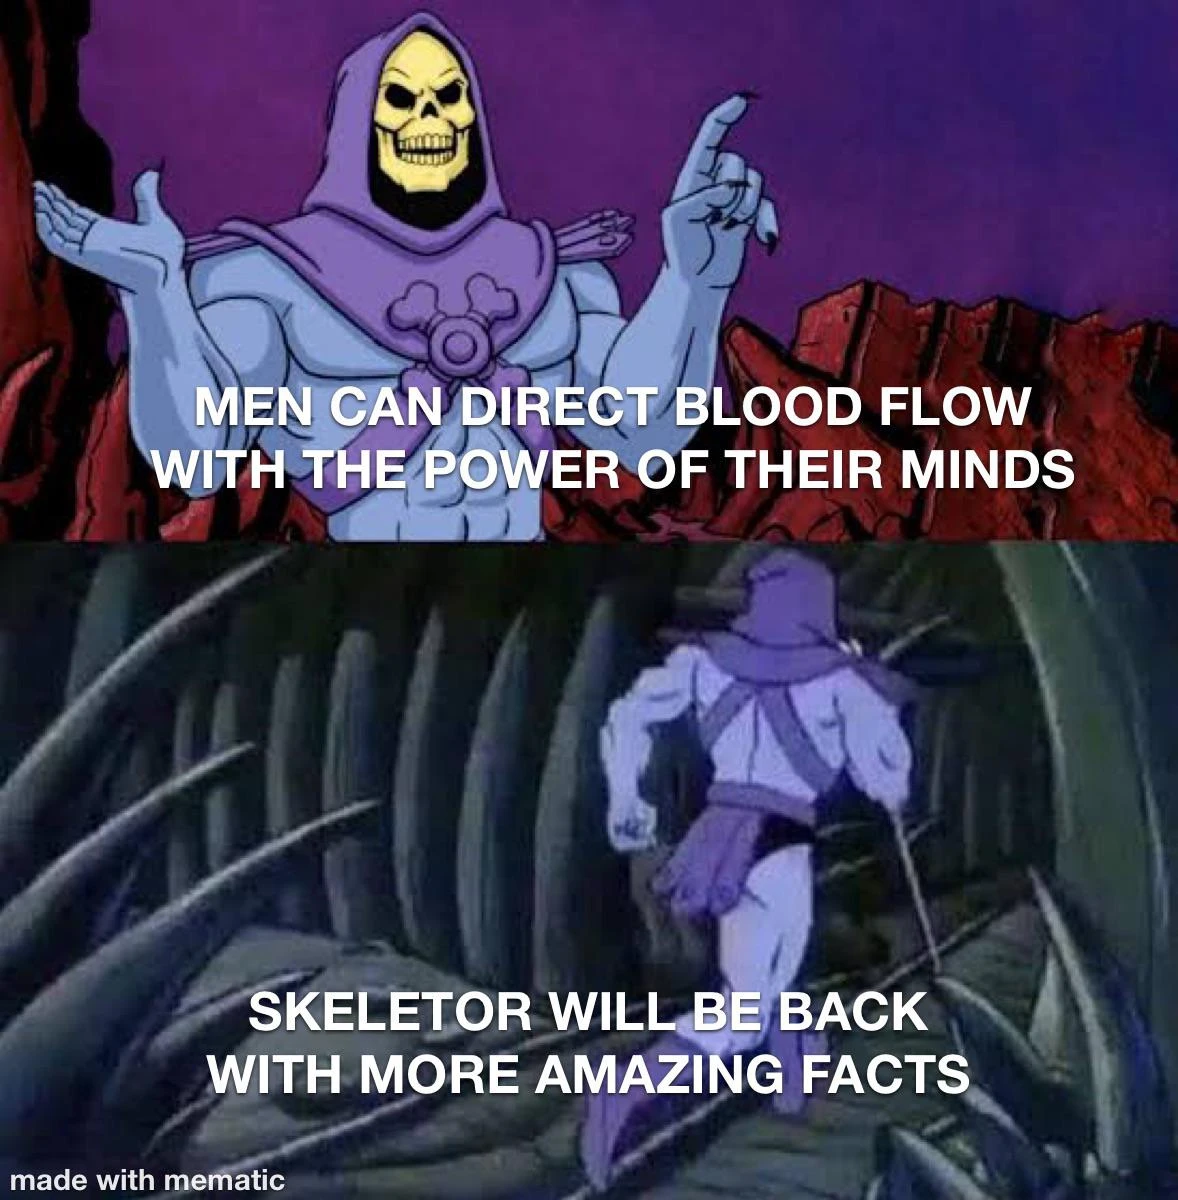 MEN CAN DIRECT BLOOD FLOW
WITH THE POWER OF THEIR MINDS
SKELETOR WILL BE BACK
WITH MORE AMAZING FACTS
made with mematic